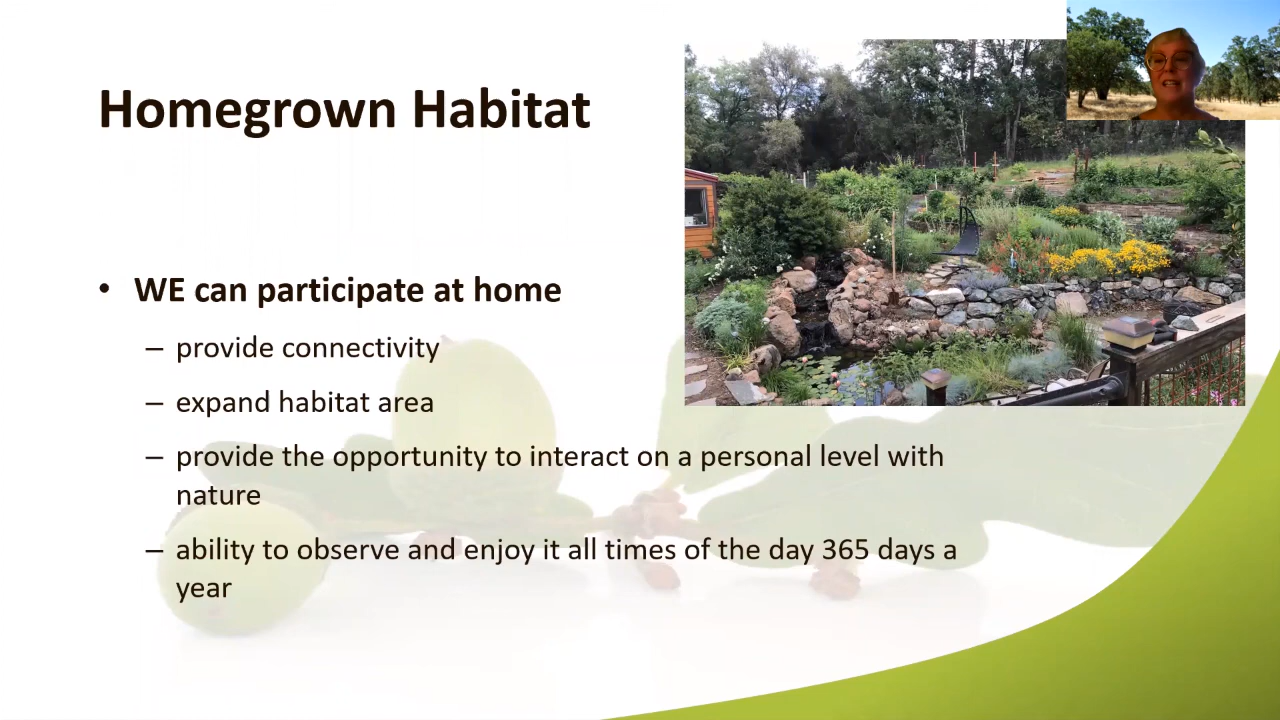 Homegrown Habitat
• WE can participate at home
– provide connectivity
– expand habitat area
– provide the opportunity to interact on a personal level with
nature
– ability to observe and enjoy it all times of the day 365 days a
year